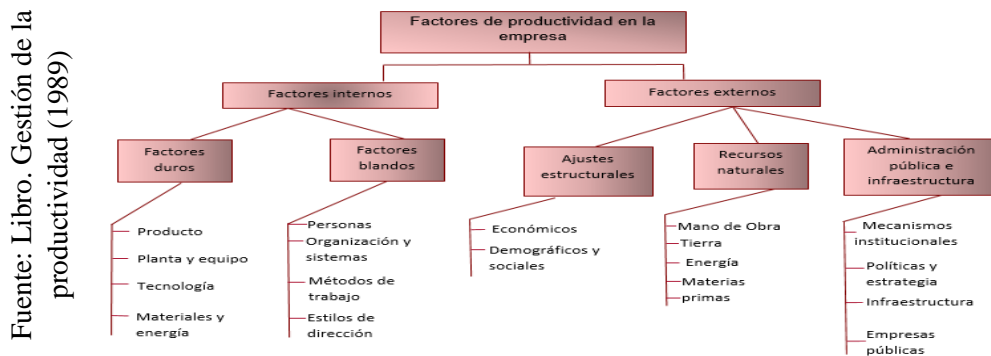 Fuente: Libro. Gestión de la
productividad (1989)
Factores de productividad en la
empresa
Factores internos
Factores externos
Factores
duros
Factores
blandos
Ajustes
estructurales
Recursos
naturales
Administración
pública e
infraestructura
Producto
Planta y equipo
Tecnología
Materiales y
energía
Personas
Organización y
sistemas
Métodos de
trabajo
Estilos de
dirección
Económicos
Demográficos y
sociales
Mano de Obra
Tierra
Energía
Materias
primas
Mecanismos
institucionales
Políticas y
estrategia
Infraestructura
Empresas
públicas